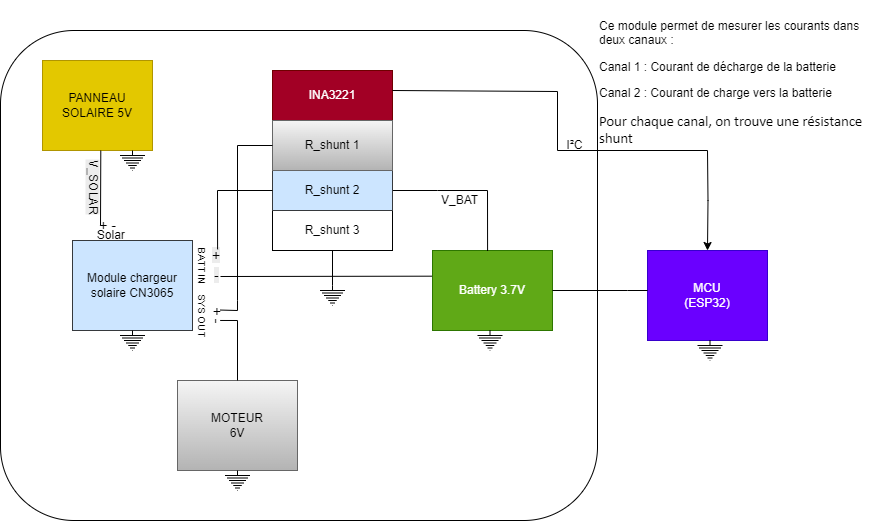 Ce module permet de mesurer les courants dans
deux canaux :
Canal 1 : Courant de décharge de la batterie
Canal 2 : Courant de charge vers la batterie
Pour chaque canal, on trouve une résistance
shunt
PANNEAU
SOLAIRE 5V
INA3221
R_shunt 1
R_shunt 2
R_shunt 3
I²C
V_SOLAR
V_BAT
+ -
Solar
Module chargeur
solaire CN3065
BATT IN
+
-
SYS OUT
+
-
Battery 3.7V
MCU
(ESP32)
MOTEUR
6V